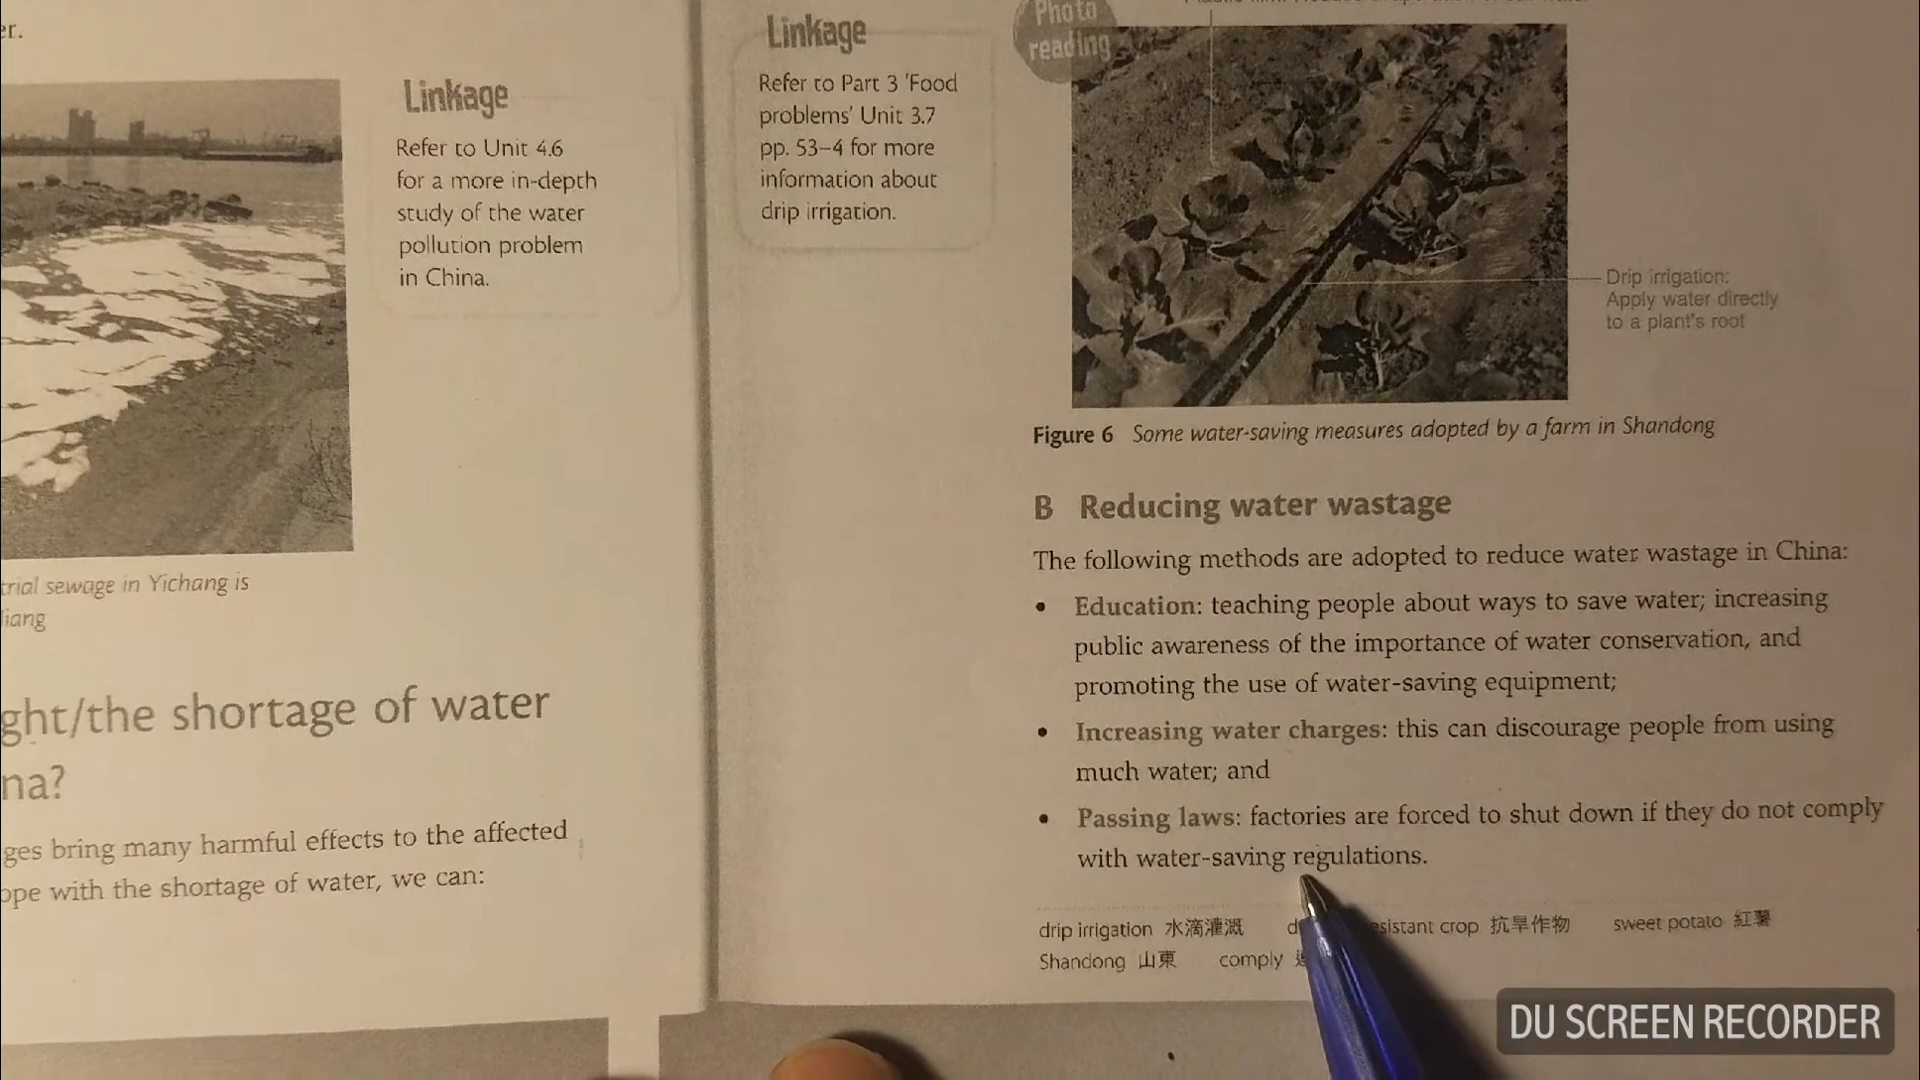 er.
Linkage
Refer to Unit 4.6
for a more in-depth
study of the water
pollution problem
in China.
trial sewage in Yichang is
liang
ght/the shortage of water
na?
ges bring many harmful effects to the affected
ope with the shortage of water, we can:
Linkage
Refer to Part 3 ‘Food
problems’ Unit 3.7
pp. 53–4 for more
information about
drip irrigation.
Photo
reading
Drip irrigation:
Apply water directly
to a plant's root
Figure 6 Some water-saving measures adopted by a farm in Shandong
B Reducing water wastage
The following methods are adopted to reduce water wastage in China:
• Education: teaching people about ways to save water; increasing
public awareness of the importance of water conservation, and
promoting the use of water-saving equipment;
• Increasing water charges: this can discourage people from using
much water; and
• Passing laws: factories are forced to shut down if they do not comply
with water-saving regulations.
drip irrigation 水滴灌溉 esistant crop 抗旱作物 sweet potato 紅薯
Shandong 山東 comply
DU SCREEN RECORDER